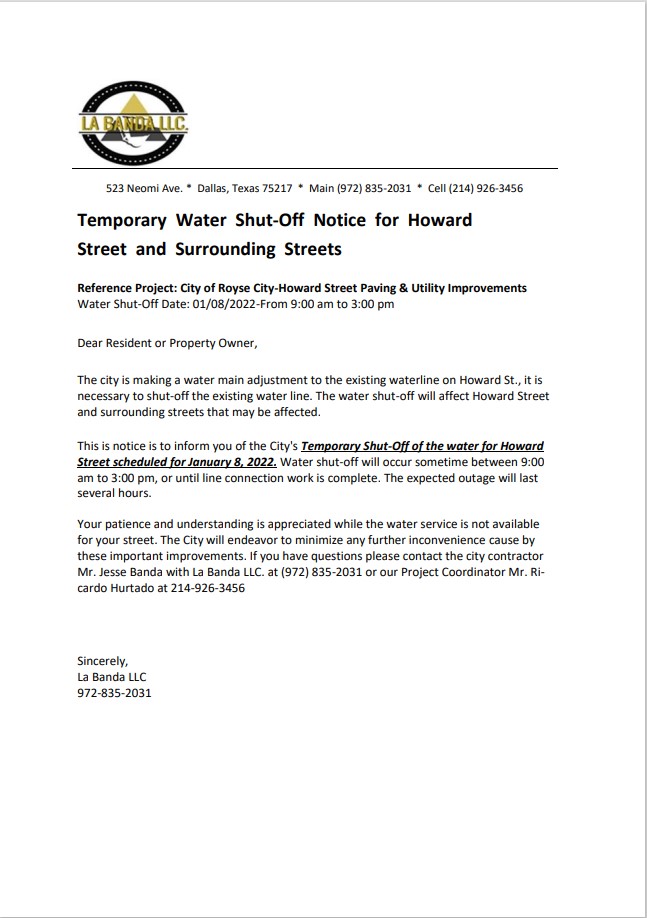 LA BANDA LLC.
523 Neomi Ave. * Dallas, Texas 75217 * Main (972) 835-2031 * Cell (214) 926-3456
Temporary Water Shut-Off Notice for Howard
Street and Surrounding Streets
Reference Project: City of Royse City-Howard Street Paving & Utility Improvements
Water Shut-Off Date: 01/08/2022-From 9:00 am to 3:00 pm
Dear Resident or Property Owner,
The city is making a water main adjustment to the existing waterline on Howard St., it is
necessary to shut-off the existing water line. The water shut-off will affect Howard Street
and surrounding streets that may be affected.
This is notice is to inform you of the City's Temporary Shut-Off of the water for Howard
Street scheduled for January 8, 2022. Water shut-off will occur sometime between 9:00
am to 3:00 pm, or until line connection work is complete. The expected outage will last
several hours.
Your patience and understanding is appreciated while the water service is not available
for your street. The City will endeavor to minimize any further inconvenience cause by
these important improvements. If you have questions please contact the city contractor
Mr. Jesse Banda with La Banda LLC. at (972) 835-2031 or our Project Coordinator Mr. Ri-
cardo Hurtado at 214-926-3456
Sincerely,
La Banda LLC
972-835-2031